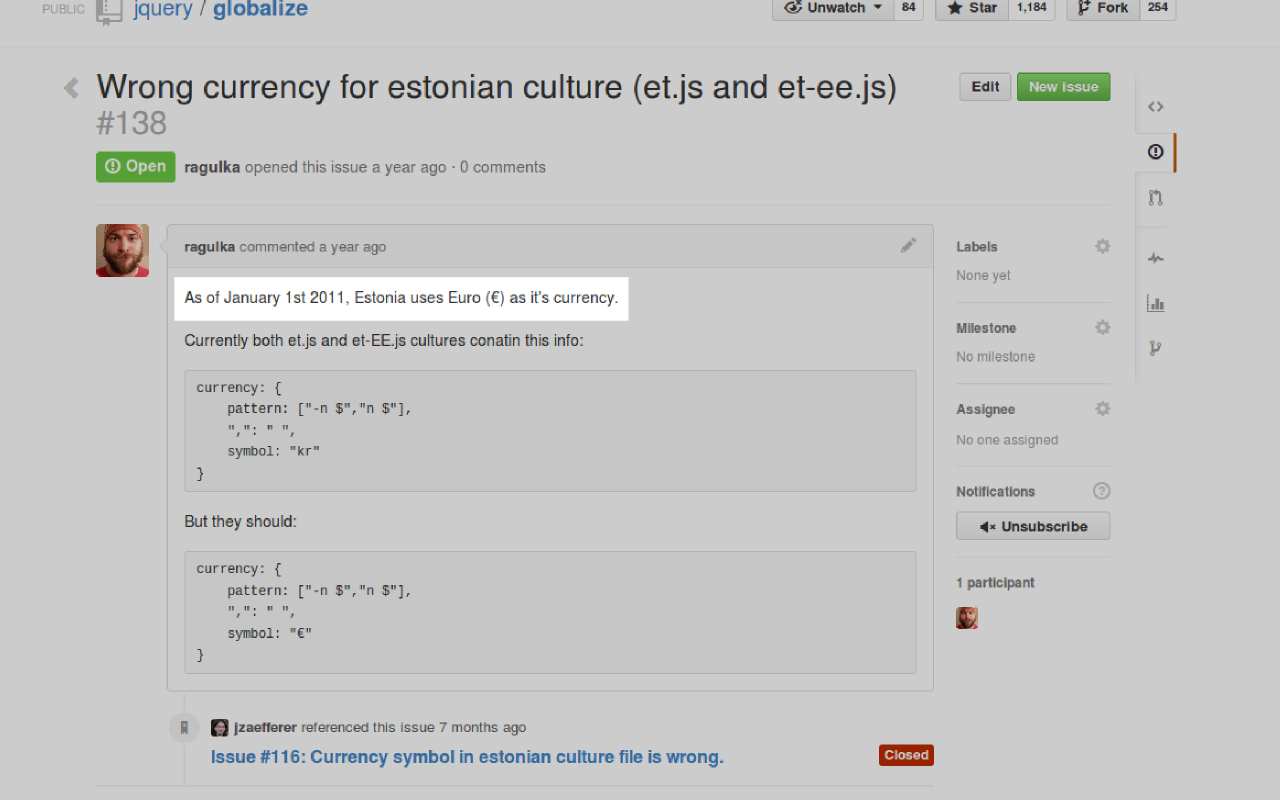 PUBLIC jquery / globalize Unwatch 84 Star 1,184 Fork 254
Wrong currency for estonian culture (et.js and et-ee.js)
#138
Edit New issue
Open ragulka opened this issue a year ago · 0 comments
ragulka commented a year ago
As of January 1st 2011, Estonia uses Euro (€) as it's currency.
Currently both et.js and et-EE.js cultures conatin this info:
currency: {
pattern: ["-n $","n $"],
",": " ",
symbol: "kr"
}
But they should:
currency: {
pattern: ["-n $","n $"],
",": " ",
symbol: "€"
}
jzaefferer referenced this issue 7 months ago
Issue #116: Currency symbol in estonian culture file is wrong. Closed
Labels
None yet
Milestone
No milestone
Assignee
No one assigned
Notifications ?
Unsubscribe
1 participant